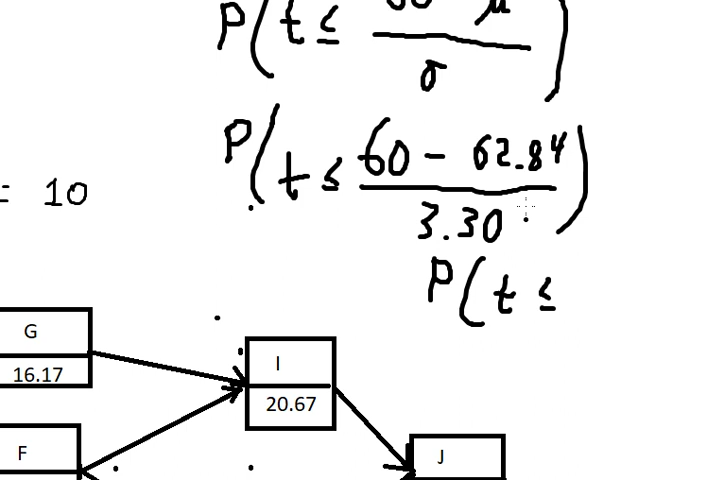 P(t ≤ 60 - μ
σ )
P(t ≤ 60 - 62.84
3.30 )
= 10
P(t ≤
G
16.17
I
20.67
F
J